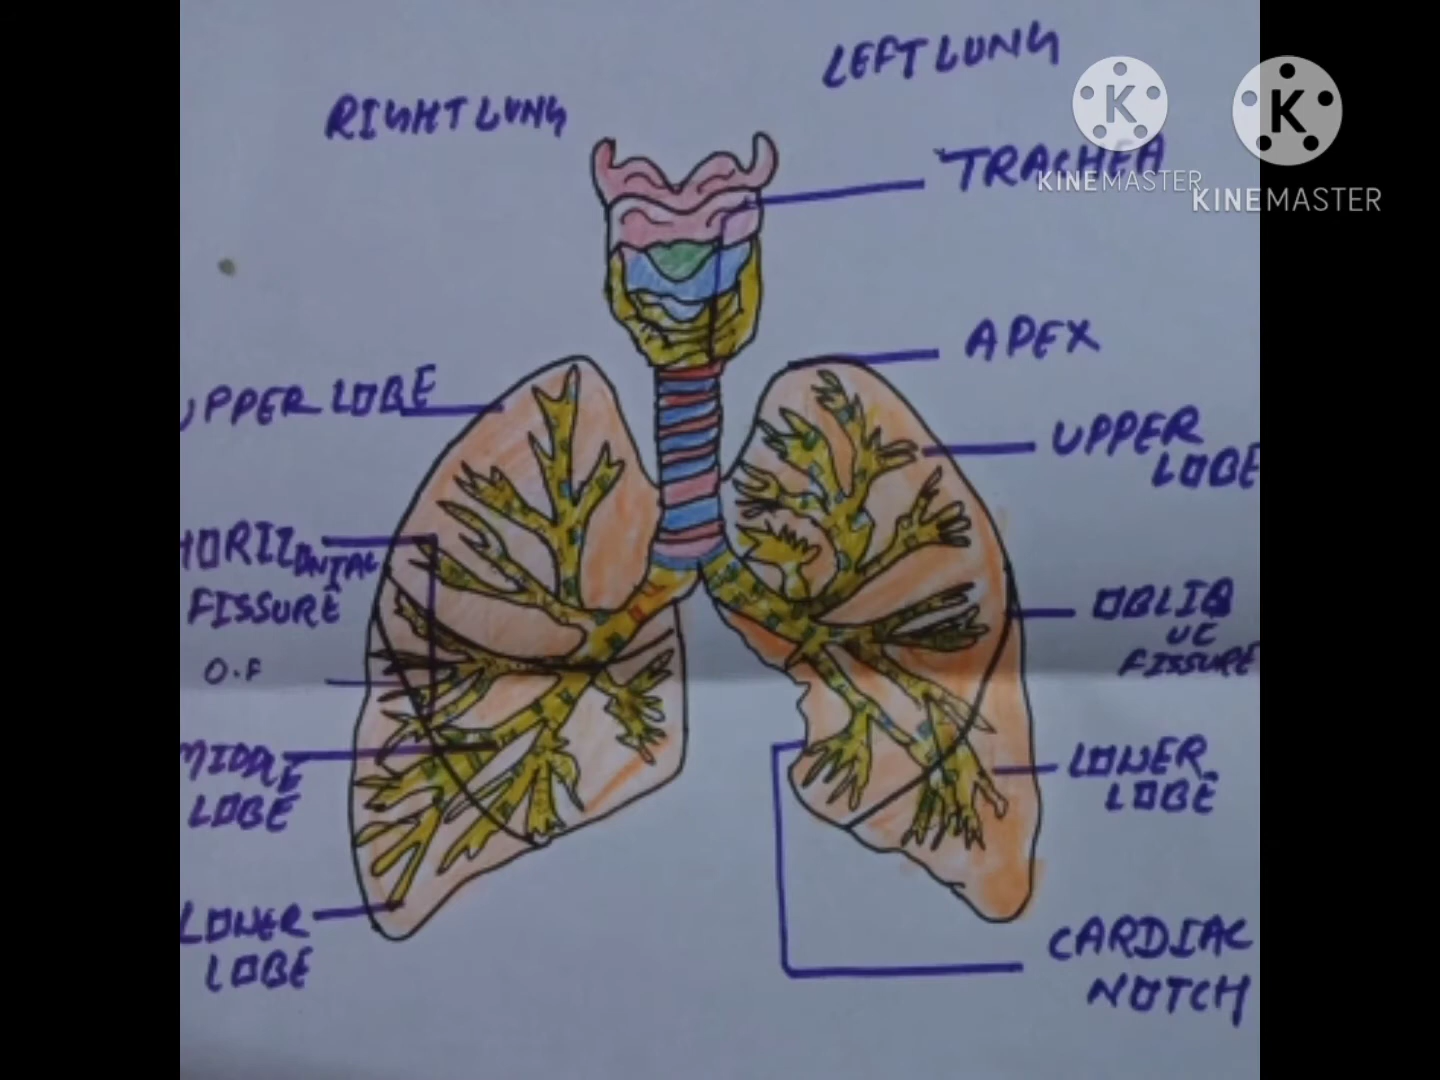 LEFT LUNG
RIGHT LUNG
TRACHEA
KINEMASTER
KINEMASTER
APEX
UPPER LOBE
UPPER
LOBE
HORIZONTAL
FISSURE
OBLIQ
UE
FISSURE
O.F
MIDDLE
LOBE
LOWER
LOBE
LOWER
LOBE
CARDIAC
NOTCH